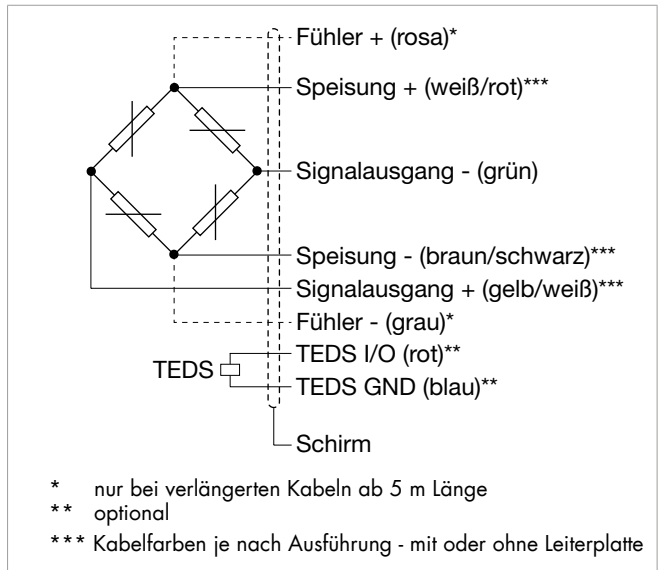 Fühler + (rosa)*
Speisung + (weiß/rot)***
Signalausgang - (grün)
Speisung - (braun/schwarz)***
Signalausgang + (gelb/weiß)***
Fühler - (grau)*
TEDS I/O (rot)**
TEDS
TEDS GND (blau)**
Schirm
* nur bei verlängerten Kabeln ab 5 m Länge
** optional
*** Kabelfarben je nach Ausführung - mit oder ohne Leiterplatte